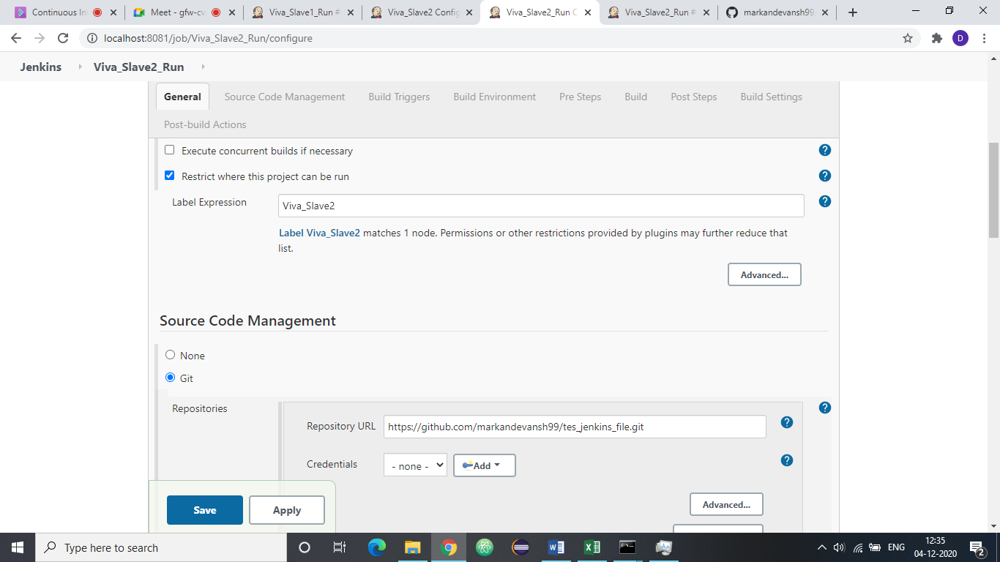 Continuous In
Meet - gfw-cv
Viva_Slave1_Run #
Viva_Slave2 Config
Viva_Slave2_Run C
Viva_Slave2_Run #
markandevansh99
localhost:8081/job/Viva_Slave2_Run/configure
D
Jenkins
Viva_Slave2_Run
General
Source Code Management
Build Triggers
Build Environment
Pre Steps
Build
Post Steps
Build Settings
Post-build Actions
Execute concurrent builds if necessary
?
Restrict where this project can be run
?
Label Expression
Viva_Slave2
?
Label Viva_Slave2 matches 1 node. Permissions or other restrictions provided by plugins may further reduce that
list.
Advanced...
Source Code Management
None
Git
Repositories
?
Repository URL
https://github.com/markandevansh99/tes_jenkins_file.git
?
Credentials
- none -
Add
?
Advanced...
Save
Apply
Type here to search
ENG
12:35
04-12-2020
2